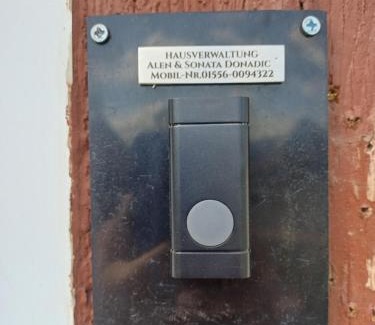 HAUSVERWALTUNG
ALEN & SONATA DONADIC
MOBIL-NR.01556-0094322